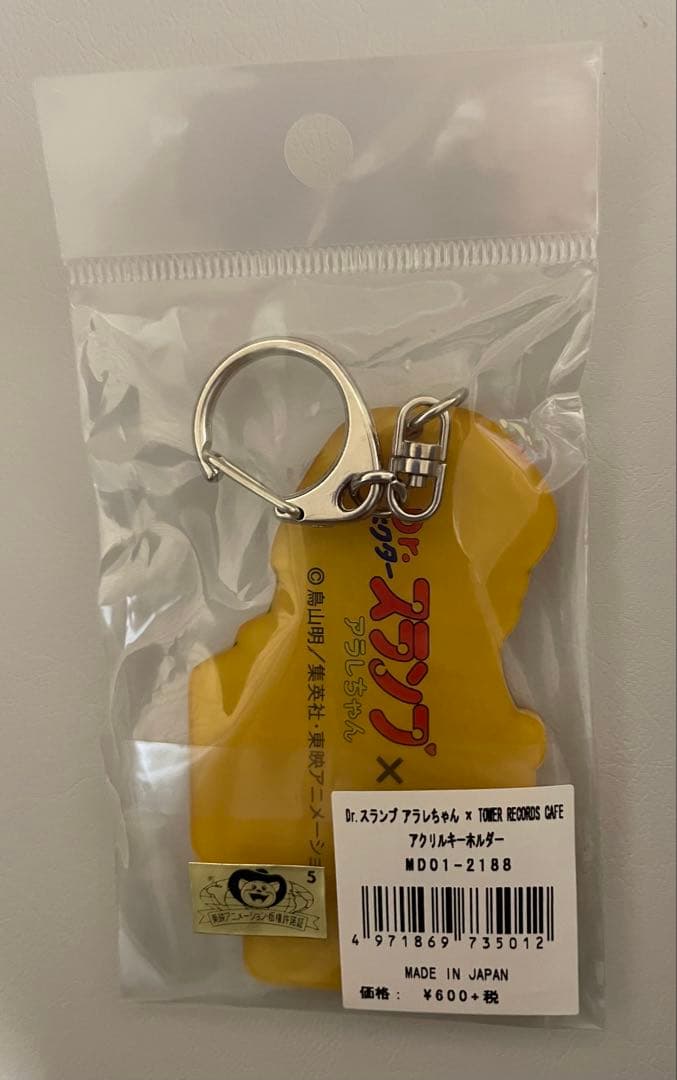 Dr.
スランプ
アラレちゃん
×
©鳥山明／集英社・東映アニメーショ
5
東映アニメーション・版権許諾証
Dr.スランプ アラレちゃん × TOWER RECORDS CAFE
アクリルキーホルダー
MD01-2188
4 971869 735012
MADE IN JAPAN
価格： ¥600+税